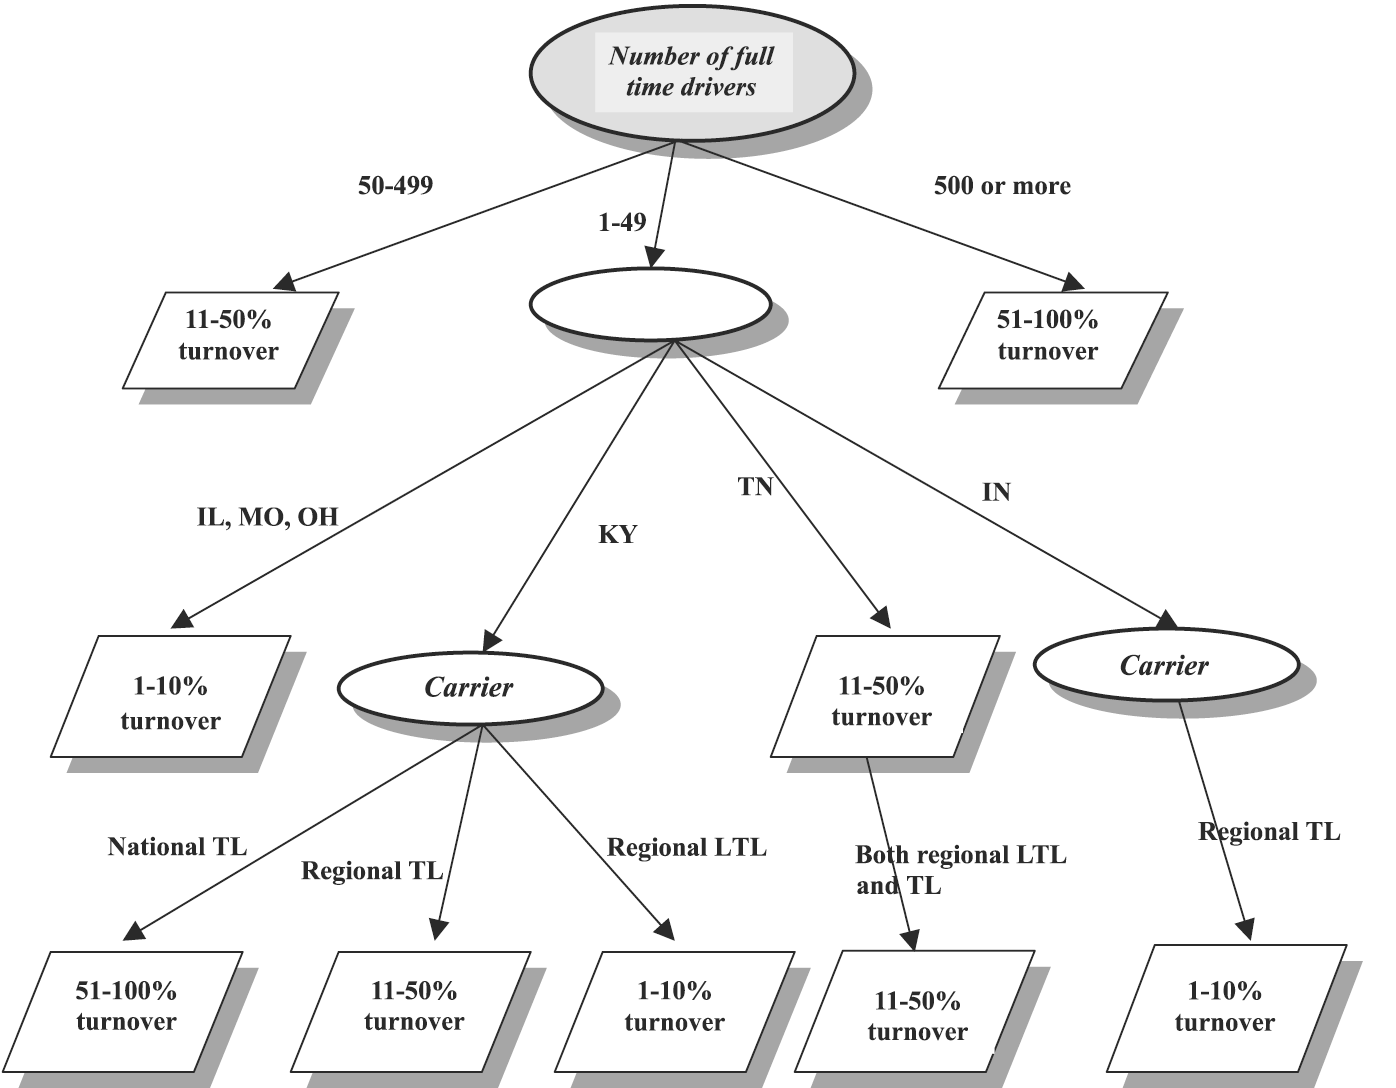 Number of full
time drivers
50-499
1-49
500 or more
11-50%
turnover
51-100%
turnover
IL, MO, OH
KY
TN
IN
1-10%
turnover
Carrier
11-50%
turnover
Carrier
National TL
Regional TL
Regional LTL
Both regional LTL
and TL
Regional TL
51-100%
turnover
11-50%
turnover
1-10%
turnover
11-50%
turnover
1-10%
turnover